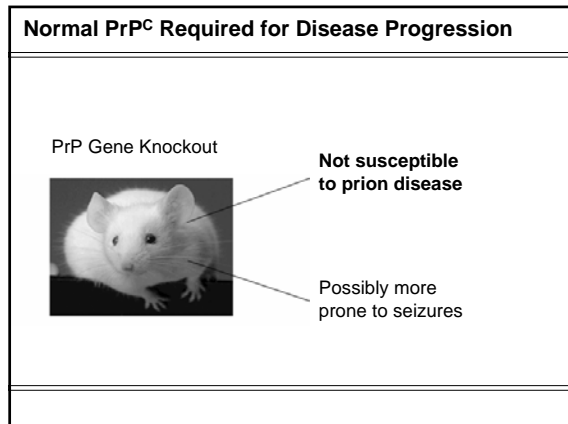 Normal PrPᶜ Required for Disease Progression
PrP Gene Knockout
Not susceptible
to prion disease
Possibly more
prone to seizures